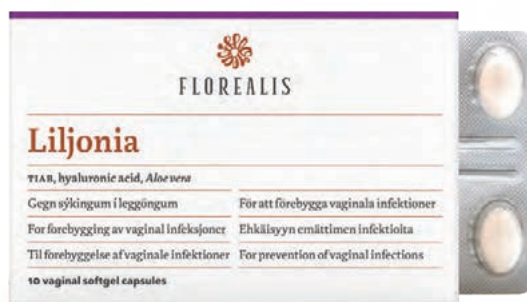 FLOREALIS
Liljonia
TIAB, hyaluronic acid, Aloe vera
Gegn sýkingum í leggöngum
För att förebygga vaginala infektioner
For forebygging av vaginal infeksjoner
Ehkäisyyn emättimen infektioita
Til forebyggelse af vaginale infektioner
For prevention of vaginal infections
10 vaginal softgel capsules